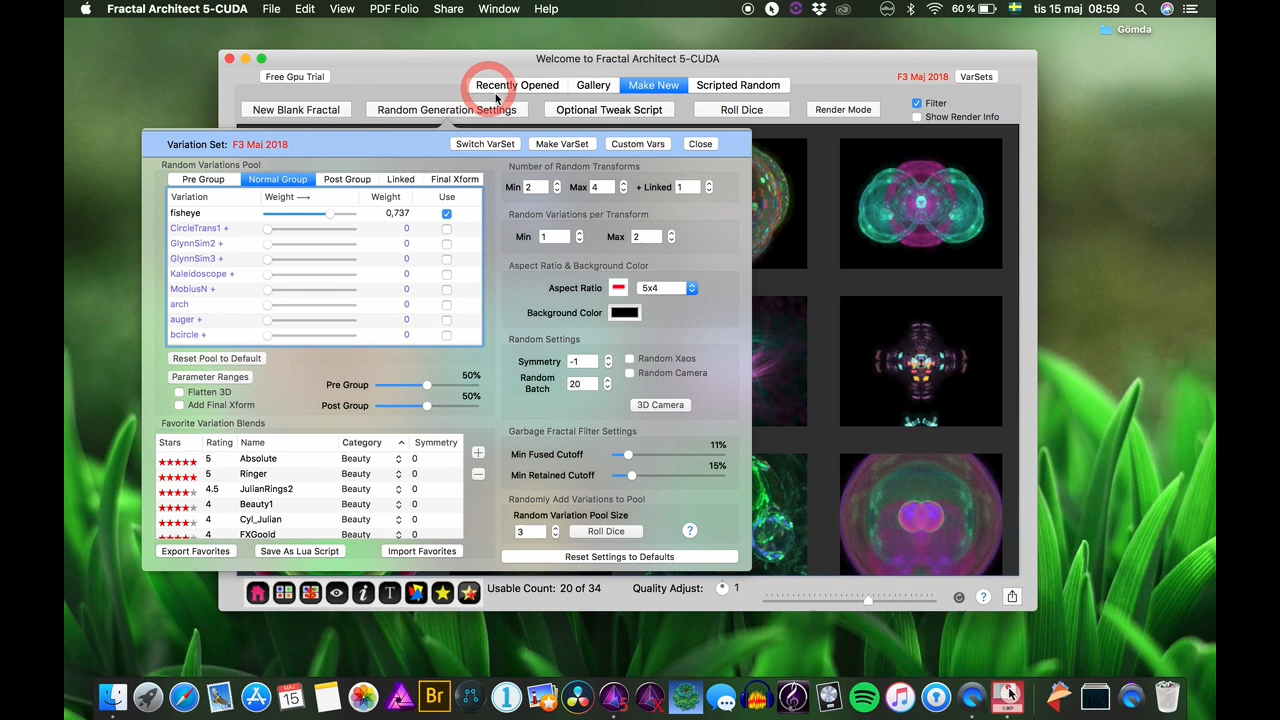 Fractal Architect 5-CUDA File Edit View PDF Folio Share Window Help 60 % tis 15 maj 08:59
Gömda
Welcome to Fractal Architect 5-CUDA
Free Gpu Trial
Recently Opened Gallery Make New Scripted Random
F3 Maj 2018 VarSets
New Blank Fractal Random Generation Settings Optional Tweak Script Roll Dice Render Mode
Filter
Show Render Info
Variation Set: F3 Maj 2018 Switch VarSet Make VarSet Custom Vars Close
Random Variations Pool
Pre Group Normal Group Post Group Linked Final Xform
Variation Weight ⟶ Weight Use
fisheye 0,737
CircleTrans1 + 0
GlynnSim2 + 0
GlynnSim3 + 0
Kaleidoscope + 0
MobiusN + 0
arch 0
auger + 0
bcircle + 0
Reset Pool to Default
Parameter Ranges
Flatten 3D
Add Final Xform
Pre Group 50%
Post Group 50%
Favorite Variation Blends
Stars Rating Name Category Symmetry
5 Absolute Beauty 0
5 Ringer Beauty 0
4.5 JulianRings2 Beauty 0
4 Beauty1 Beauty 0
4 Cyl_Julian Beauty 0
4 FXGoold Beauty 0
Export Favorites Save As Lua Script Import Favorites
Number of Random Transforms
Min 2 Max 4 + Linked 1
Random Variations per Transform
Min 1 Max 2
Aspect Ratio & Background Color
Aspect Ratio 5x4
Background Color
Random Settings
Symmetry -1 Random Xaos
Random Camera
Random Batch 20
3D Camera
Garbage Fractal Filter Settings
Min Fused Cutoff 11%
Min Retained Cutoff 15%
Randomly Add Variations to Pool
Random Variation Pool Size
3 Roll Dice ?
Reset Settings to Defaults
T Usable Count: 20 of 34 Quality Adjust: 1 ?
MAJ
15
Br
1
5
X